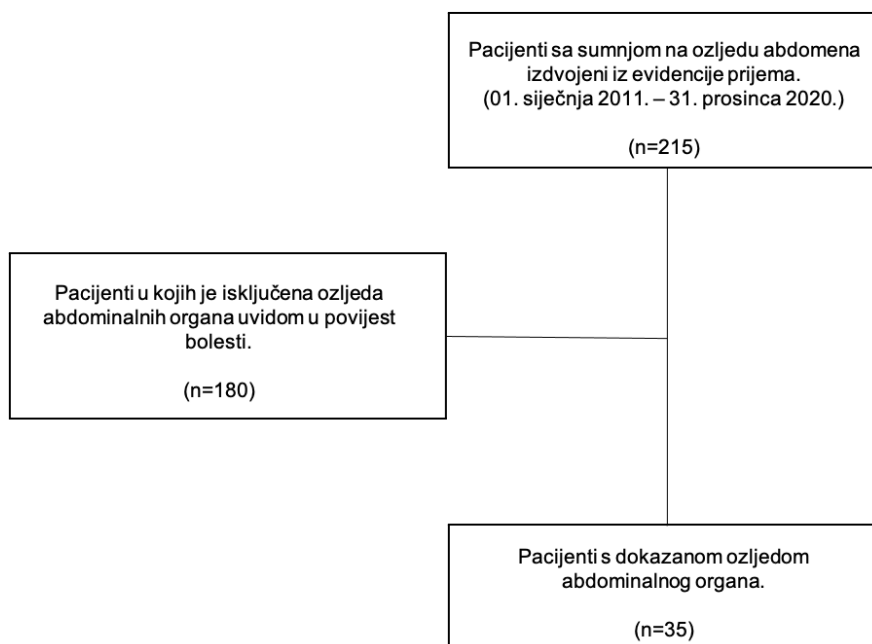 Pacijenti sa sumnjom na ozljedu abdomena
izdvojeni iz evidencije prijema.
(01. siječnja 2011. – 31. prosinca 2020.)
(n=215)
Pacijenti u kojih je isključena ozljeda
abdominalnih organa uvidom u povijest
bolesti.
(n=180)
Pacijenti s dokazanom ozljedom
abdominalnog organa.
(n=35)